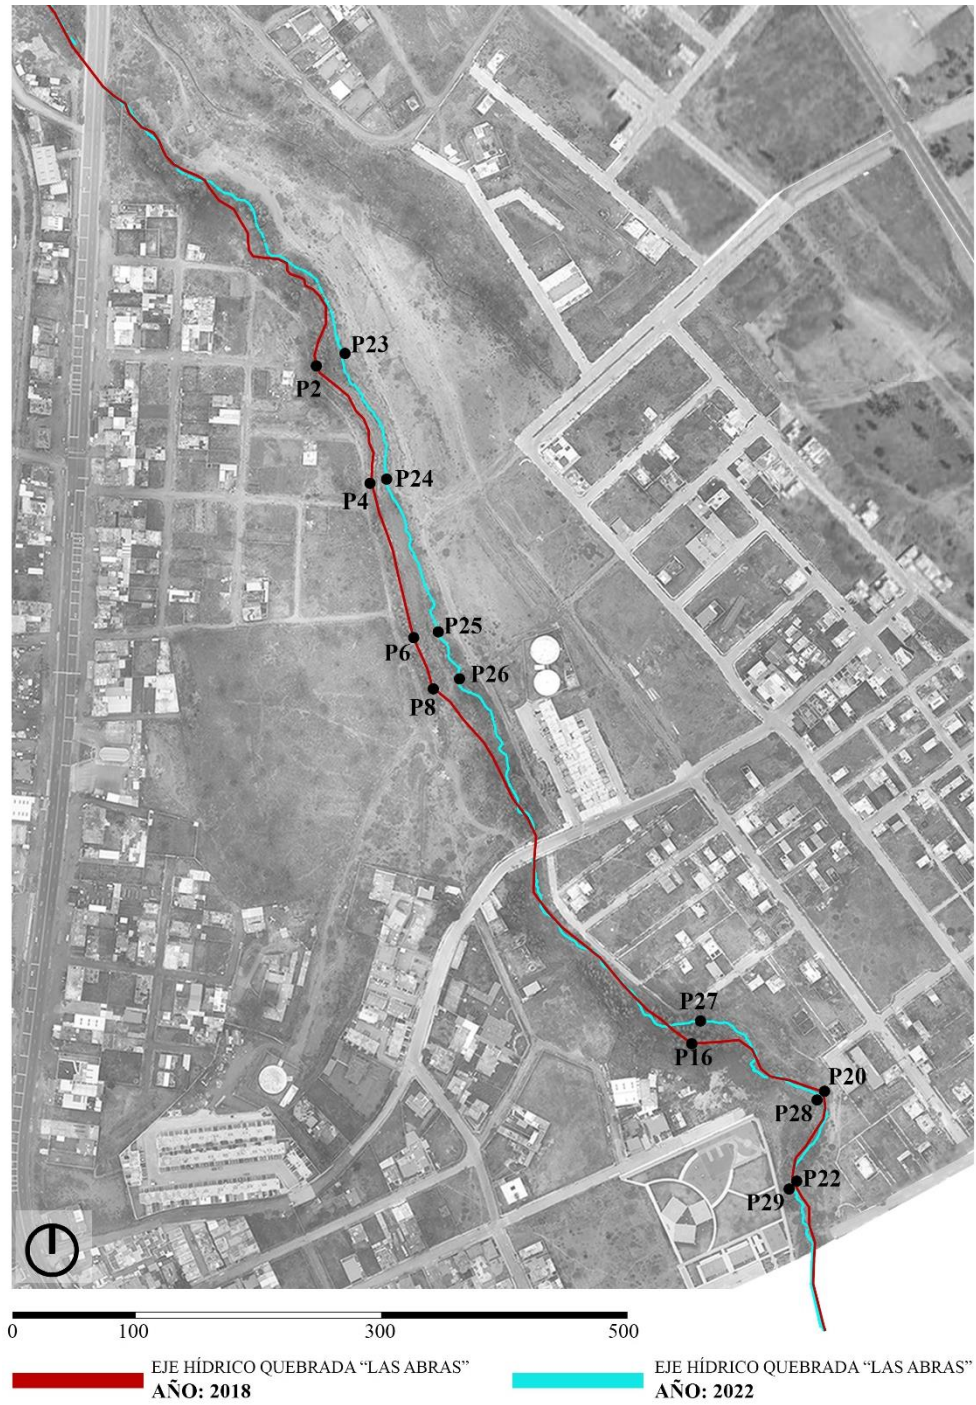 P23
P2
P24
P4
P25
P6
P26
P8
P27
P16
P20
P28
P22
P29
0 100 300 500
EJE HÍDRICO QUEBRADA “LAS ABRAS”
AÑO: 2018
EJE HÍDRICO QUEBRADA “LAS ABRAS”
AÑO: 2022